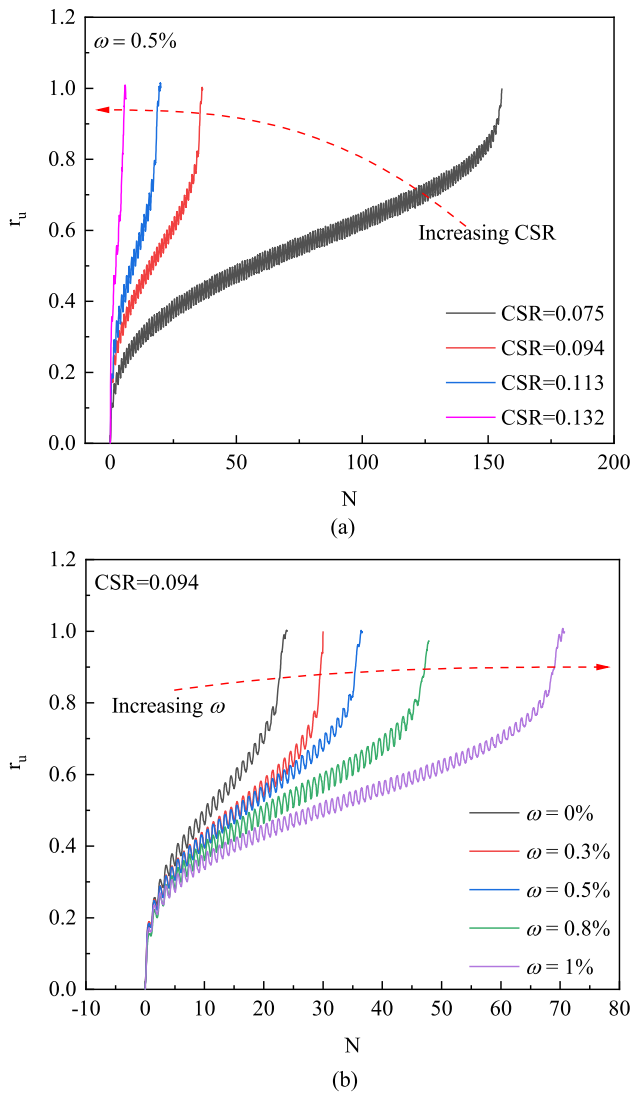 ω = 0.5%
1.2
1.0
0.8
0.6
0.4
0.2
0.0
r_u
Increasing CSR
CSR=0.075
CSR=0.094
CSR=0.113
CSR=0.132
0 50 100 150 200
N
(a)
CSR=0.094
1.2
1.0
0.8
0.6
0.4
0.2
0.0
r_u
Increasing ω
ω = 0%
ω = 0.3%
ω = 0.5%
ω = 0.8%
ω = 1%
-10 0 10 20 30 40 50 60 70 80
N
(b)